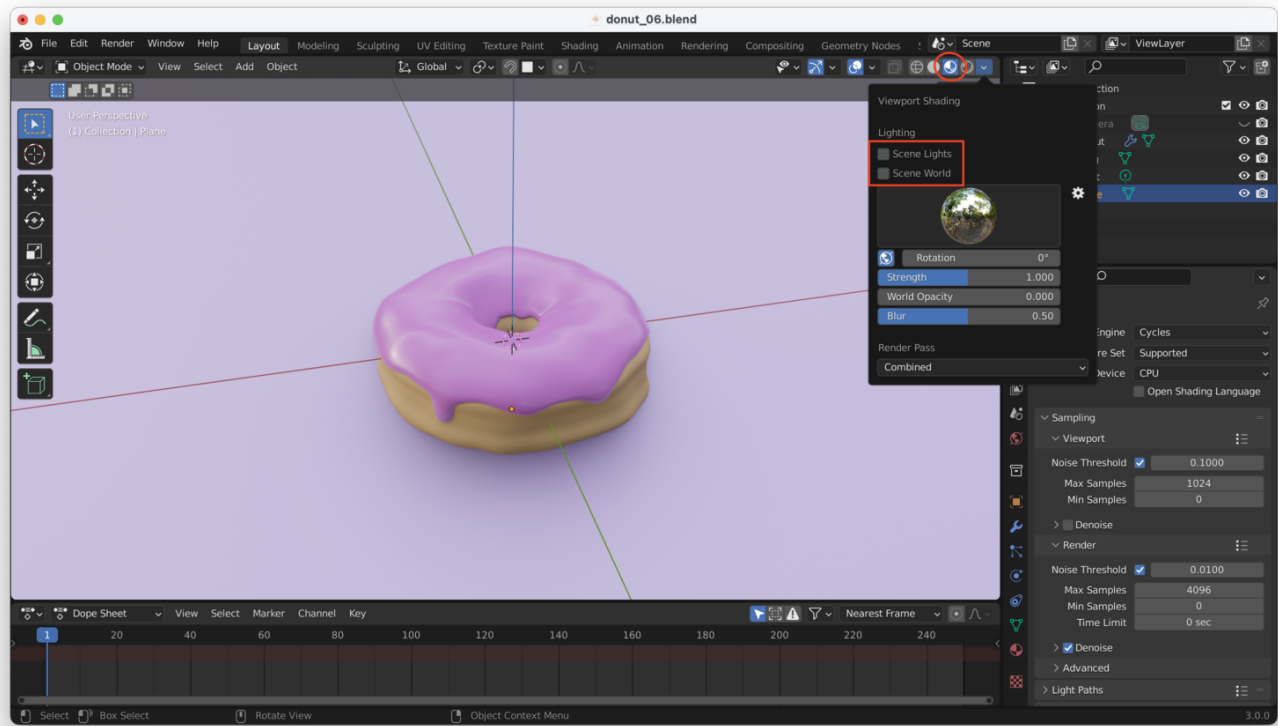 donut_06.blend
File Edit Render Window Help Layout Modeling Sculpting UV Editing Texture Paint Shading Animation Rendering Compositing Geometry Nodes Scene ViewLayer
Object Mode View Select Add Object Global
User Perspective
(1) Collection | Plane
Viewport Shading
Lighting
Scene Lights
Scene World
Rotation 0°
Strength 1.000
World Opacity 0.000
Blur 0.50
Render Pass
Combined
ction
on
era
ut
t
e
Engine Cycles
re Set Supported
Device CPU
Open Shading Language
Sampling
Viewport
Noise Threshold 0.1000
Max Samples 1024
Min Samples 0
Denoise
Render
Noise Threshold 0.0100
Max Samples 4096
Min Samples 0
Time Limit 0 sec
Denoise
Advanced
Light Paths
Dope Sheet View Select Marker Channel Key Nearest Frame
1 20 40 60 80 100 120 140 160 180 200 220 240
Select Box Select Rotate View Object Context Menu 3.0.0